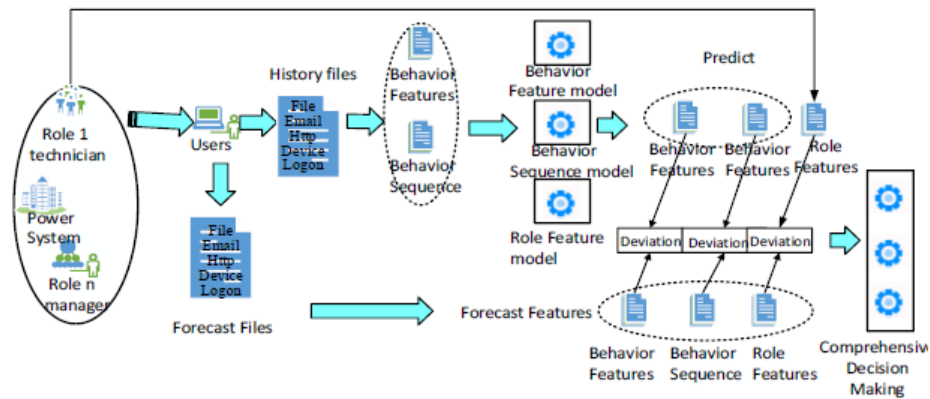 Role 1
technician
Power
System
Role n
manager
Users
History files
File
Email
Http
Device
Logon
File
Email
Http
Device
Logon
Forecast Files
Behavior
Features
Behavior
Sequence
Behavior
Feature model
Behavior
Sequence model
Role Feature
model
Predict
Behavior
Features
Behavior
Features
Role
Features
Deviation
Deviation
Deviation
Forecast Features
Behavior
Features
Behavior
Sequence
Role
Features
Comprehensive
Decision
Making